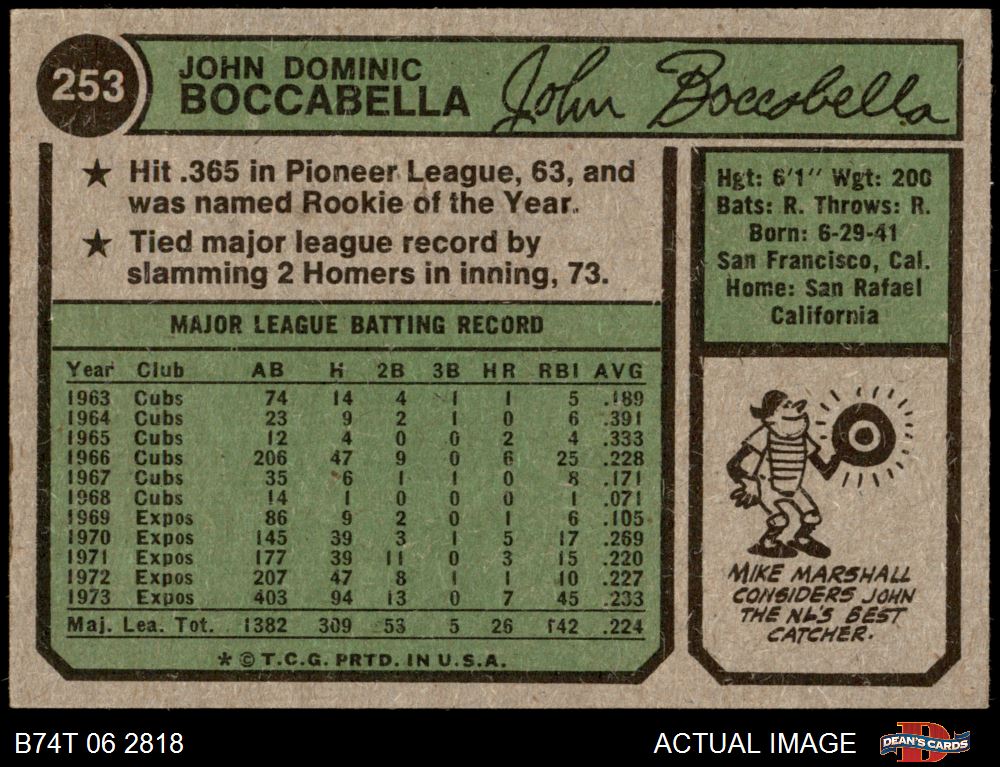 253
JOHN DOMINIC
BOCCABELLA
John Boccabella
★ Hit .365 in Pioneer League, 63, and
was named Rookie of the Year.
★ Tied major league record by
slamming 2 Homers in inning, 73.
Hgt: 6'1" Wgt: 200
Bats: R. Throws: R.
Born: 6-29-41
San Francisco, Cal.
Home: San Rafael
California
MAJOR LEAGUE BATTING RECORD
Year Club AB H 2B 3B HR RBI AVG
1963 Cubs 74 14 4 1 1 5 .189
1964 Cubs 23 9 2 1 0 6 .391
1965 Cubs 12 4 0 0 2 4 .333
1966 Cubs 206 47 9 0 6 25 .228
1967 Cubs 35 6 1 1 0 8 .171
1968 Cubs 14 1 0 0 0 1 .071
1969 Expos 86 9 2 0 1 6 .105
1970 Expos 145 39 3 1 5 17 .269
1971 Expos 177 39 11 0 3 15 .220
1972 Expos 207 47 8 1 1 10 .227
1973 Expos 403 94 13 0 7 45 .233
Maj. Lea. Tot. 1382 309 53 5 26 142 .224
* © T.C.G. PRTD. IN U.S.A.
MIKE MARSHALL
CONSIDERS JOHN
THE NL'S BEST
CATCHER.
B74T 06 2818
ACTUAL IMAGE
D
DEAN'S CARDS